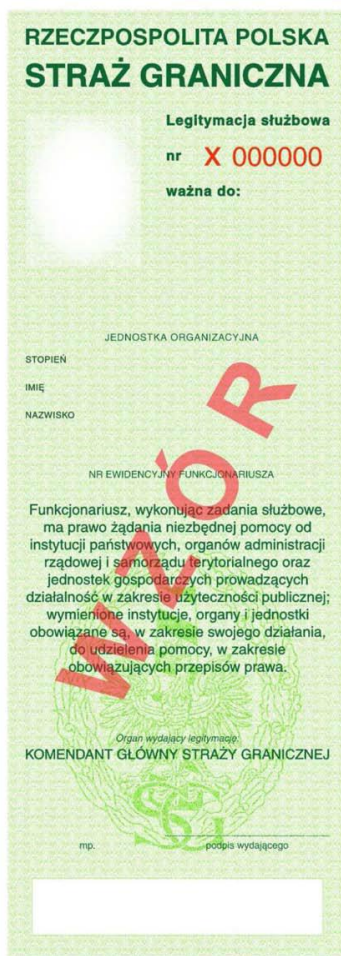 RZECZPOSPOLITA POLSKA
STRAŻ GRANICZNA
Legitymacja służbowa
nr X 000000
ważna do:
JEDNOSTKA ORGANIZACYJNA
STOPIEŃ
IMIĘ
NAZWISKO
NR EWIDENCYJNY FUNKCJONARIUSZA
WZÓR
Funkcjonariusz, wykonując zadania służbowe,
ma prawo żądania niezbędnej pomocy od
instytucji państwowych, organów administracji
rządowej i samorządu terytorialnego oraz
jednostek gospodarczych prowadzących
działalność w zakresie użyteczności publicznej;
wymienione instytucje, organy i jednostki
obowiązane są, w zakresie swojego działania,
do udzielenia pomocy, w zakresie
obowiązujących przepisów prawa.
Organ wydający legitymację:
KOMENDANT GŁÓWNY STRAŻY GRANICZNEJ
SG
mp. podpis wydającego